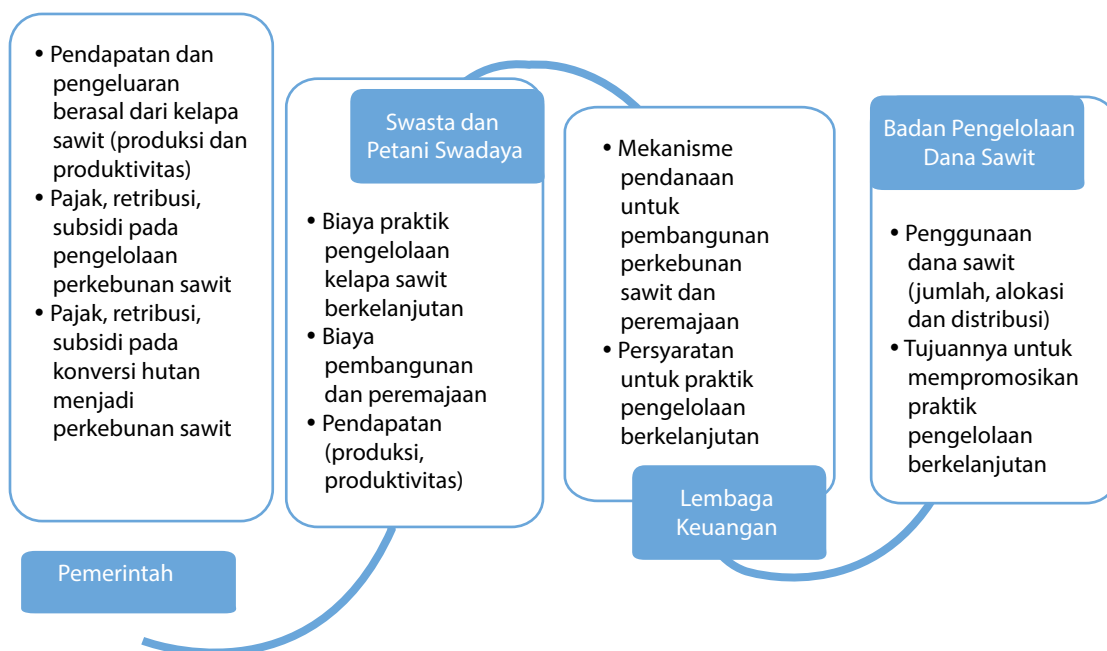 • Pendapatan dan
pengeluaran
berasal dari kelapa
sawit (produksi dan
produktivitas)
• Pajak, retribusi,
subsidi pada
pengelolaan
perkebunan sawit
• Pajak, retribusi,
subsidi pada
konversi hutan
menjadi
perkebunan sawit
Pemerintah
Swasta dan
Petani Swadaya
• Biaya praktik
pengelolaan
kelapa sawit
berkelanjutan
• Biaya
pembangunan
dan peremajaan
• Pendapatan
(produksi,
produktivitas)
• Mekanisme
pendanaan
untuk
pembangunan
perkebunan
sawit dan
peremajaan
• Persyaratan
untuk praktik
pengelolaan
berkelanjutan
Lembaga
Keuangan
Badan Pengelolaan
Dana Sawit
• Penggunaan
dana sawit
(jumlah, alokasi
dan distribusi)
• Tujuannya untuk
mempromosikan
praktik
pengelolaan
berkelanjutan